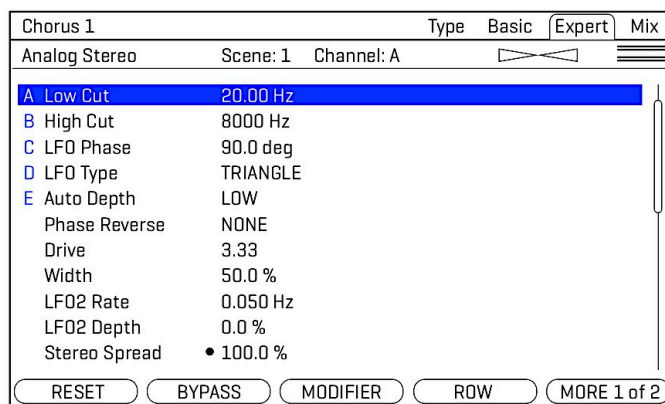 Chorus 1 Type Basic Expert Mix
Analog Stereo Scene: 1 Channel: A
A Low Cut 20.00 Hz
B High Cut 8000 Hz
C LFO Phase 90.0 deg
D LFO Type TRIANGLE
E Auto Depth LOW
Phase Reverse NONE
Drive 3.33
Width 50.0 %
LFO2 Rate 0.050 Hz
LFO2 Depth 0.0 %
Stereo Spread • 100.0 %
RESET BYPASS MODIFIER ROW MORE 1 of 2